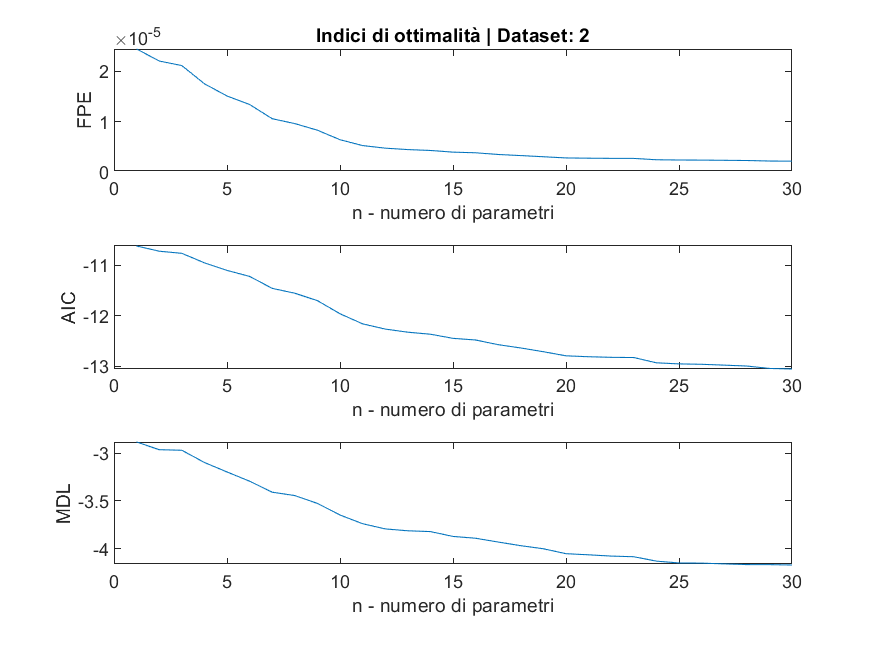 Indici di ottimalità | Dataset: 2
×10-5
FPE
2
1
0
0 5 10 15 20 25 30
n - numero di parametri
AIC
-11
-12
-13
0 5 10 15 20 25 30
n - numero di parametri
MDL
-3
-3.5
-4
0 5 10 15 20 25 30
n - numero di parametri